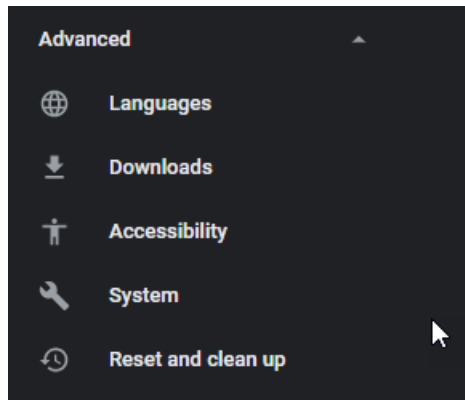 Advanced
Languages
Downloads
Accessibility
System
Reset and clean up